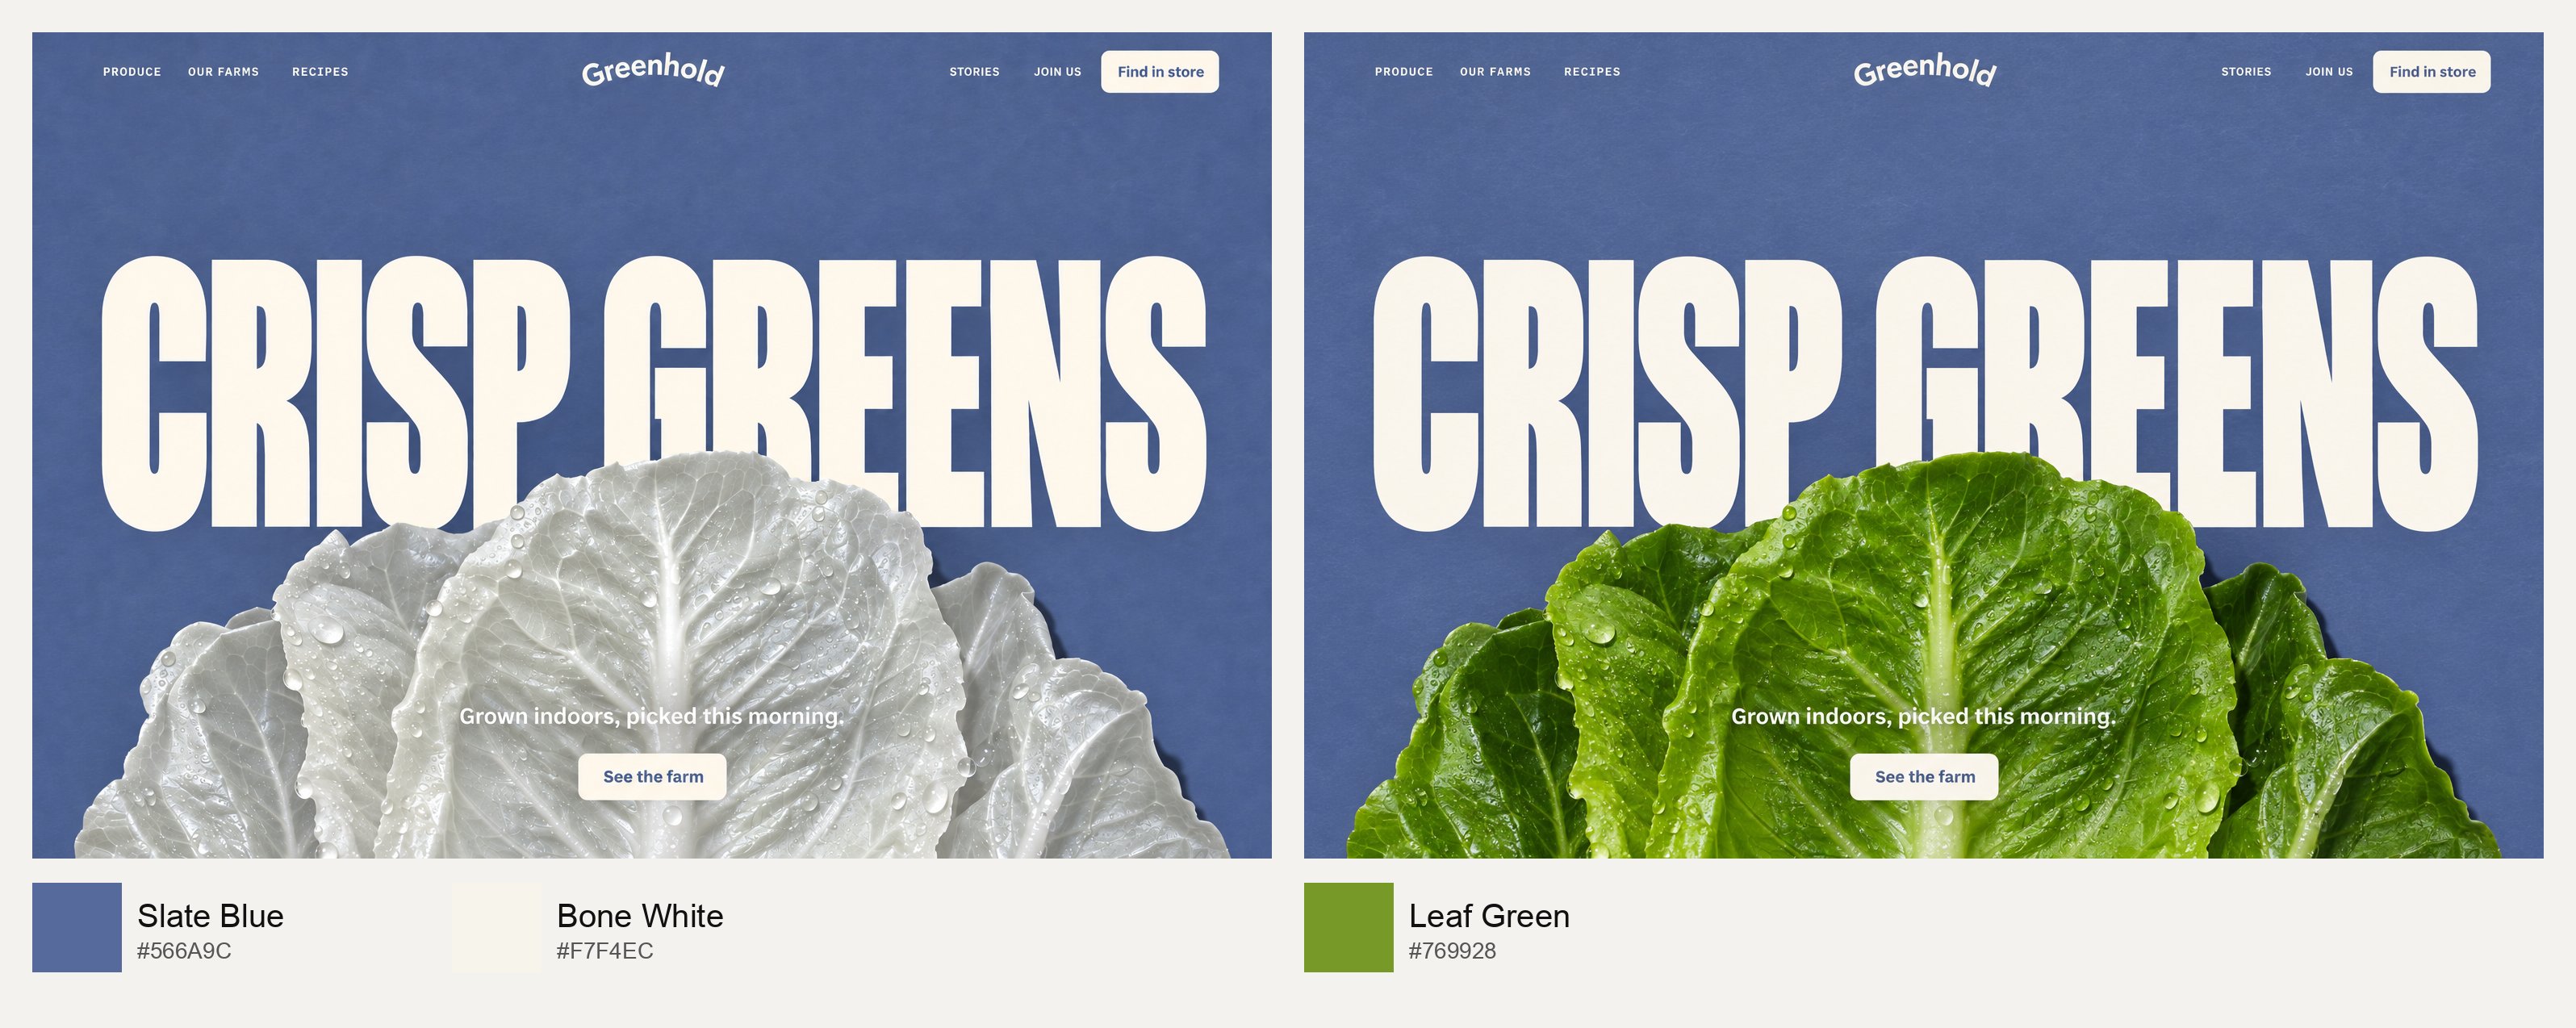 PRODUCE OUR FARMS RECIPES Greenhold STORIES JOIN US Find in store
CRISP GREENS
Grown indoors, picked this morning.
See the farm
PRODUCE OUR FARMS RECIPES Greenhold STORIES JOIN US Find in store
CRISP GREENS
Grown indoors, picked this morning.
See the farm
Slate Blue
#566A9C
Bone White
#F7F4EC
Leaf Green
#769928